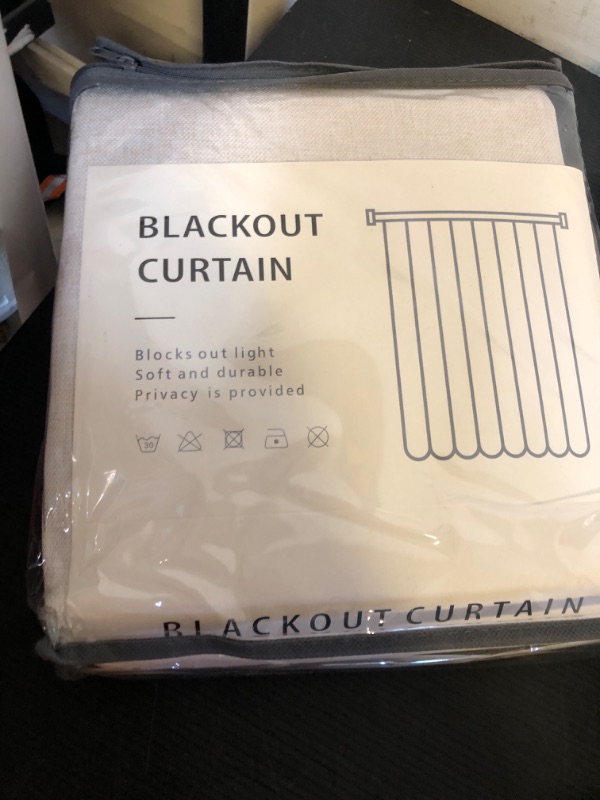 BLACKOUT
CURTAIN
Blocks out light
Soft and durable
Privacy is provided
30
BLACKOUT CURTAIN